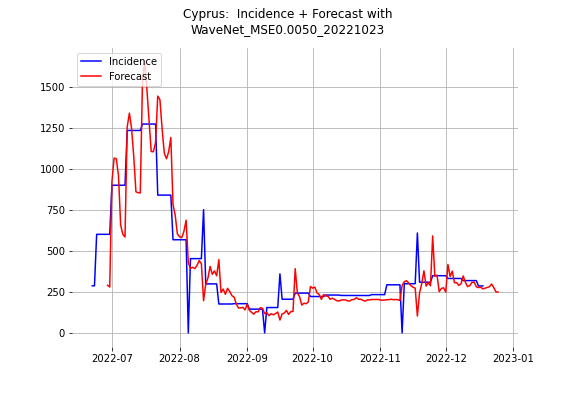 Cyprus:  Incidence + Forecast with
WaveNet_MSE0.0050_20221023
Incidence
Forecast
1500
1250
1000
750
500
250
0
2022-07 2022-08 2022-09 2022-10 2022-11 2022-12 2023-01